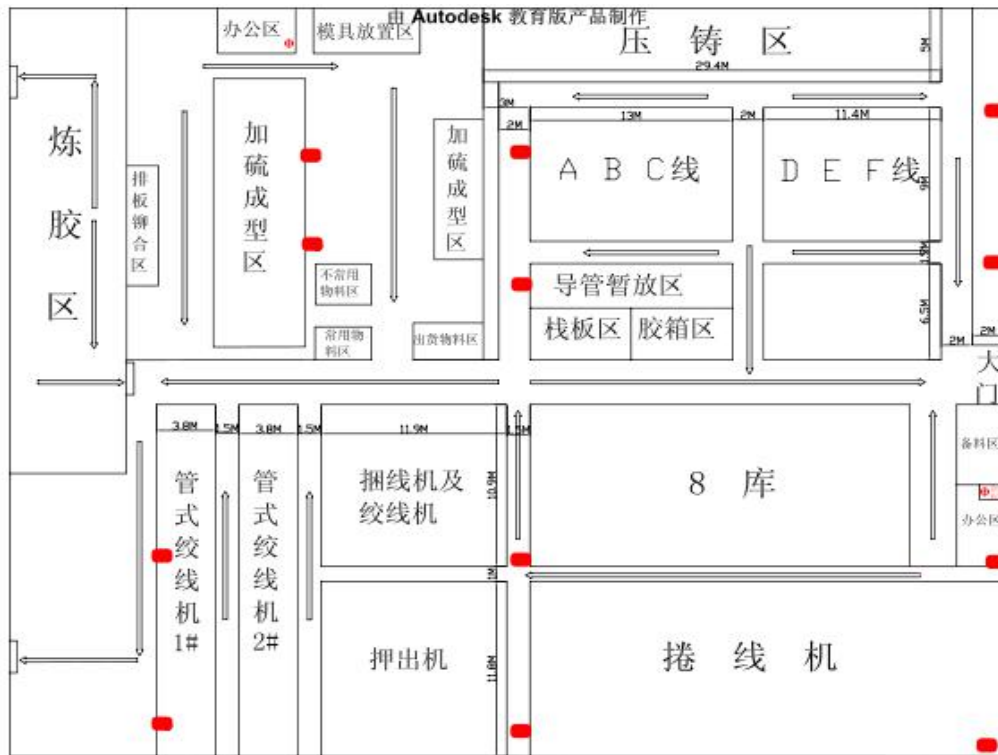 由 Autodesk 教育版产品制作
办公区
模具放置区
压铸区
5M
29.4M
炼胶区
排板铆合区
加硫成型区
加硫成型区
3M
2M
13M
2M
11.4M
A B C线
D E F线
9M
不常用
物料区
常用物
料区
出货物料区
导管暂放区
栈板区
胶箱区
1.8M
6.5M
2M
2M
大门
3.8M
1.5M
3.8M
1.5M
11.9M
1.5M
管式绞线机1#
管式绞线机2#
捆线机及
绞线机
10.9M
8 库
备料区
办公区
押出机
捲线机